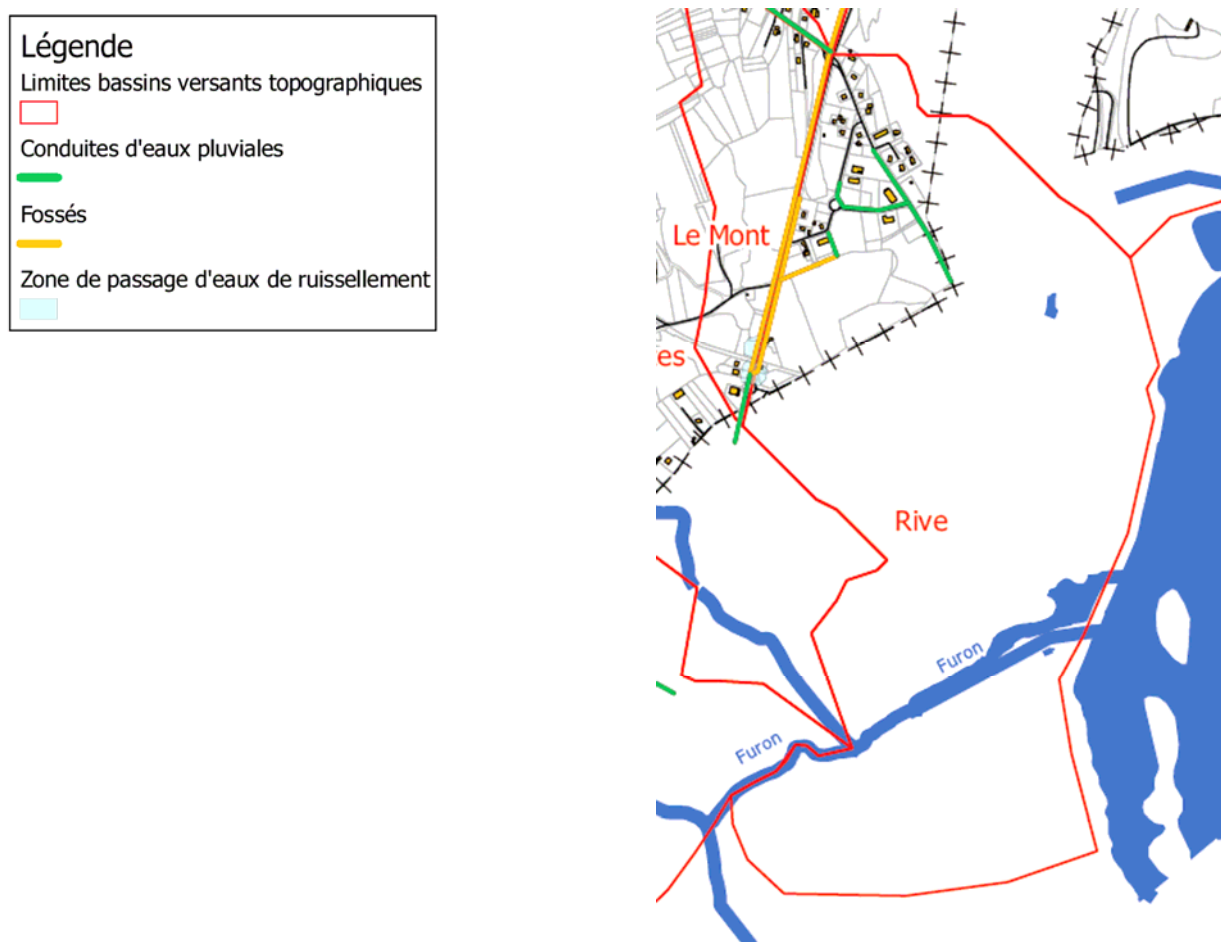 Légende
Limites bassins versants topographiques
Conduites d'eaux pluviales
Fossés
Zone de passage d'eaux de ruissellement
Le Mont
es
Rive
Furon
Furon